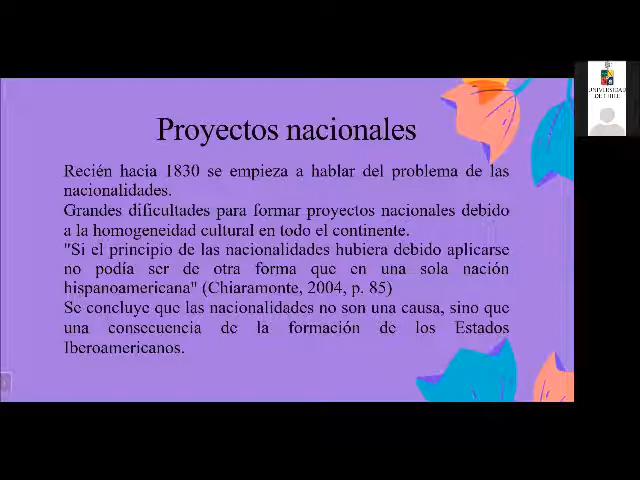 Proyectos nacionales
Recién hacia 1830 se empieza a hablar del problema de las
nacionalidades.
Grandes dificultades para formar proyectos nacionales debido
a la homogeneidad cultural en todo el continente.
"Si el principio de las nacionalidades hubiera debido aplicarse
no podía ser de otra forma que en una sola nación
hispanoamericana" (Chiaramonte, 2004, p. 85)
Se concluye que las nacionalidades no son una causa, sino que
una consecuencia de la formación de los Estados
Iberoamericanos.
UNIVERSIDAD
DE CHILE